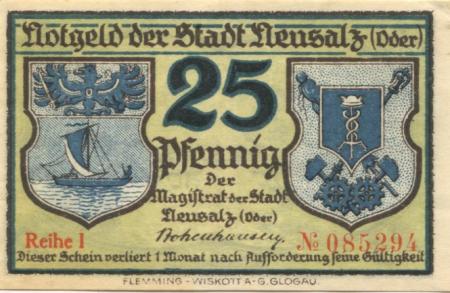 Notgeld der Stadt Neusalz (Oder)
25
Pfennig
Der
Magistrat der Stadt
Neusalz (Oder)
Reihe I
№ 085294
Dieser Schein verliert 1 Monat nach Aufforderung seine Gültigkeit
FLEMMING-WISKOTT A-G. GLOGAU.